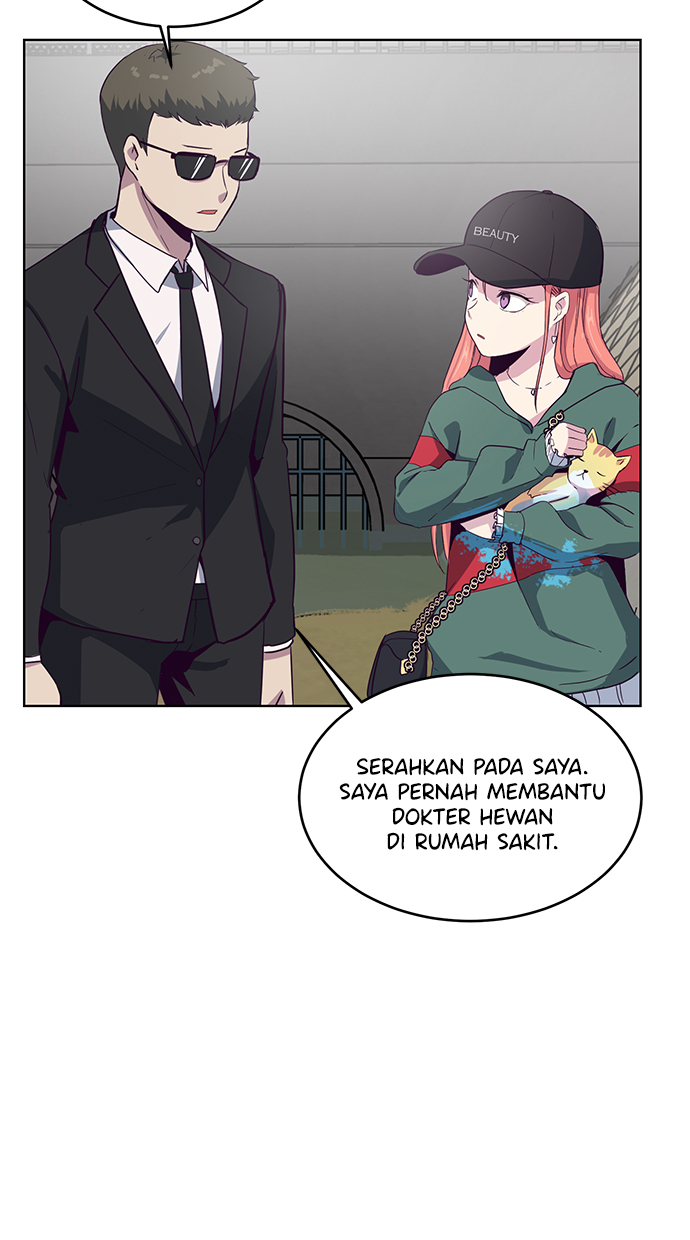 BEAUTY
SERAHKAN PADA SAYA.
SAYA PERNAH MEMBANTU
DOKTER HEWAN
DI RUMAH SAKIT.